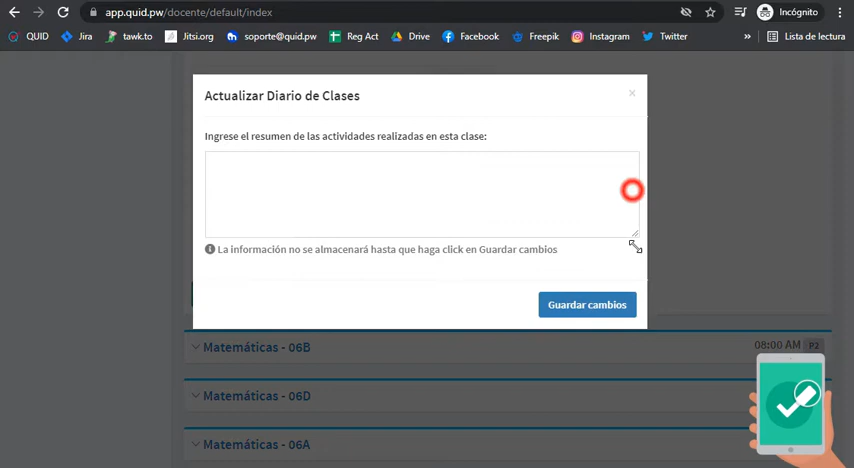 app.quid.pw/docente/default/index
Incógnito
QUID Jira tawk.to Jitsi.org soporte@quid.pw Reg Act Drive Facebook Freepik Instagram Twitter » Lista de lectura
Actualizar Diario de Clases ×
Ingrese el resumen de las actividades realizadas en esta clase:
La información no se almacenará hasta que haga click en Guardar cambios
Guardar cambios
Matemáticas - 06B 08:00 AM P2
Matemáticas - 06D
Matemáticas - 06A